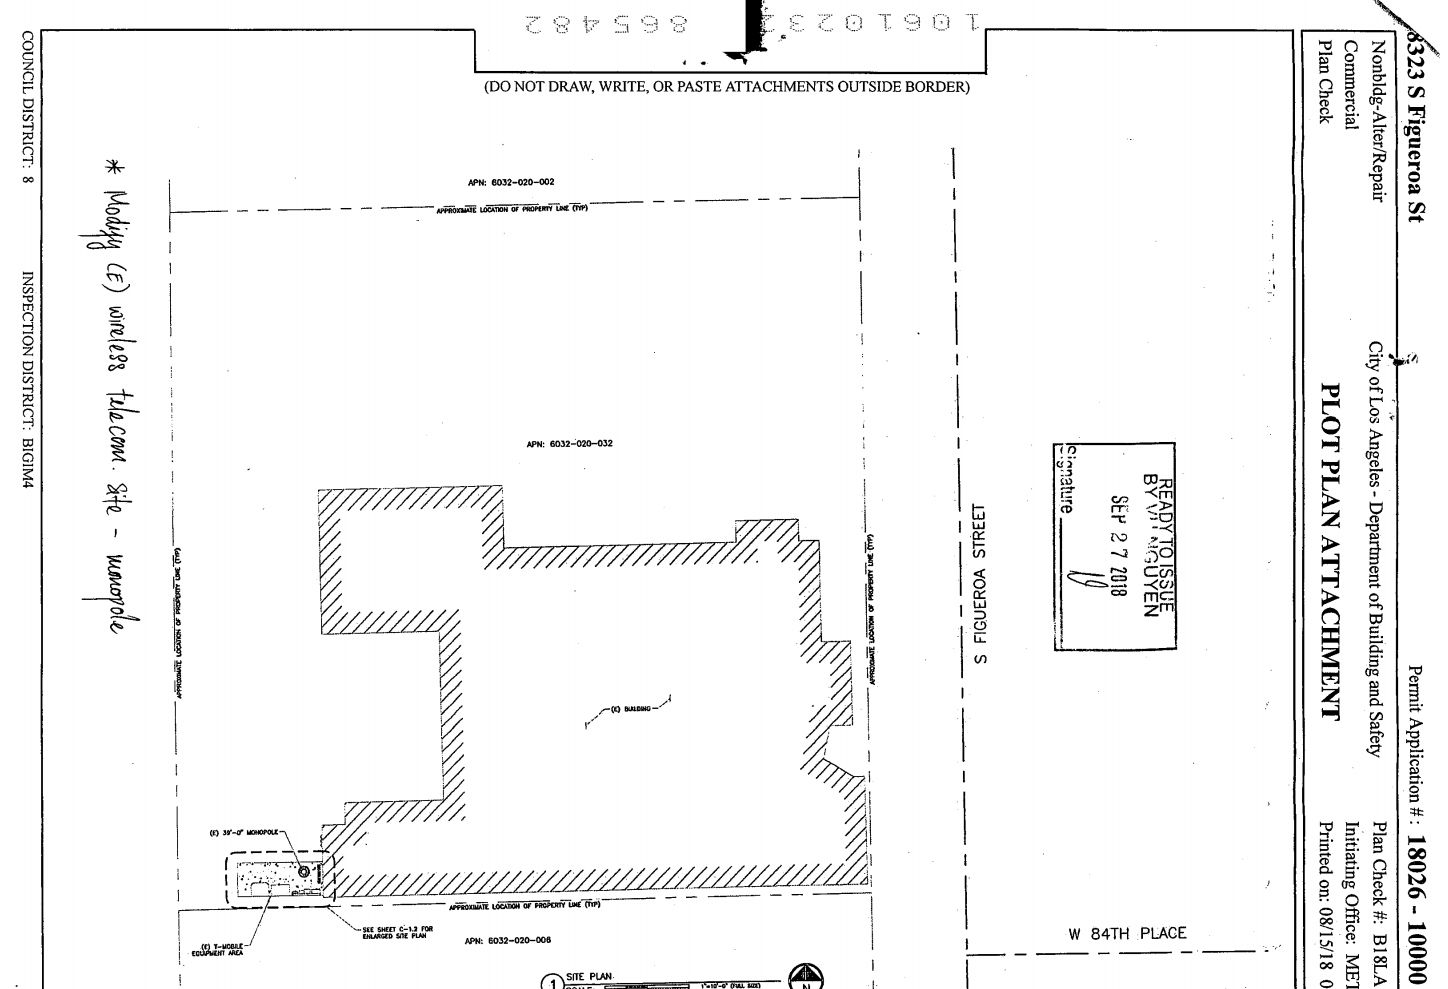 10610232 865482
(DO NOT DRAW, WRITE, OR PASTE ATTACHMENTS OUTSIDE BORDER)
8323 S Figueroa St
Permit Application #: 18026 - 10000
Nonbldg-Alter/Repair
Commercial
Plan Check
City of Los Angeles - Department of Building and Safety
PLOT PLAN ATTACHMENT
Plan Check #: B18LA
Initiating Office: MET
Printed on: 08/15/18
COUNCIL DISTRICT: 8
INSPECTION DISTRICT: BIGIM4
* Modify (E) wireless telecom. site - monopole
APN: 6032-020-002
APPROXIMATE LOCATION OF PROPERTY LINE (TYP)
APN: 6032-020-032
APPROXIMATE LOCATION OF PROPERTY LINE (TYP)
APPROXIMATE LOCATION OF PROPERTY LINE (TYP)
S FIGUEROA STREET
READY TO ISSUE
BY VI NGUYEN
SEP 27 2018
Signature
(E) BUILDING
(E) 39'-0" MONOPOLE
APPROXIMATE LOCATION OF PROPERTY LINE (TYP)
SEE SHEET C-1.2 FOR
ENLARGED SITE PLAN
(E) T-MOBILE
EQUIPMENT AREA
APN: 6032-020-006
W 84TH PLACE
1 SITE PLAN
1"=10'-0" (FULL SIZE)
N